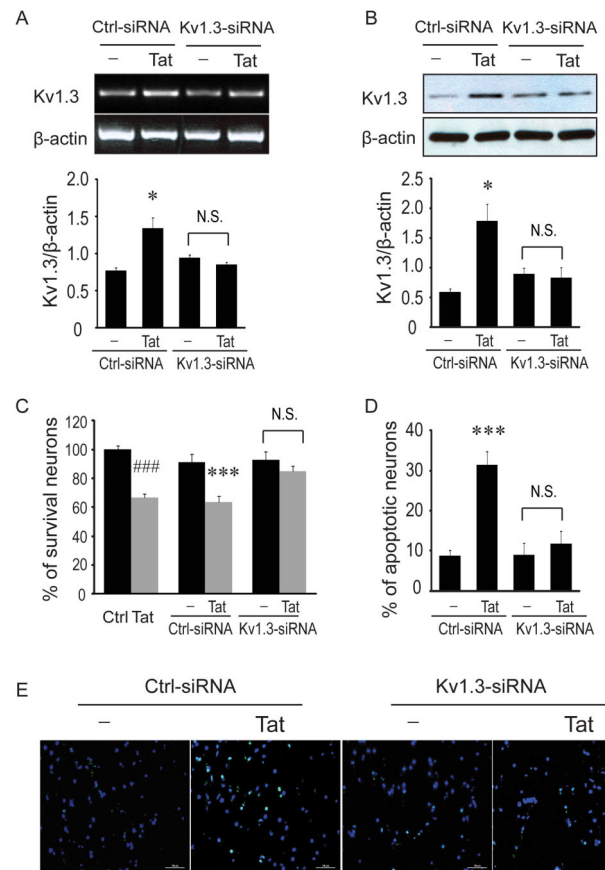 A
Ctrl-siRNA Kv1.3-siRNA
– Tat – Tat
Kv1.3
β-actin
2.0
1.5
1.0
0.5
0
Kv1.3/β-actin
*
N.S.
– Tat – Tat
Ctrl-siRNA Kv1.3-siRNA
B
Ctrl-siRNA Kv1.3-siRNA
– Tat – Tat
Kv1.3
β-actin
2.5
2.0
1.5
1.0
0.5
0
Kv1.3/β-actin
*
N.S.
– Tat – Tat
Ctrl-siRNA Kv1.3-siRNA
C
120
100
80
60
40
20
0
% of survival neurons
###
***
N.S.
Ctrl Tat – Tat – Tat
Ctrl-siRNA Kv1.3-siRNA
D
40
30
20
10
0
% of apoptotic neurons
***
N.S.
– Tat – Tat
Ctrl-siRNA Kv1.3-siRNA
E
Ctrl-siRNA Kv1.3-siRNA
– Tat – Tat